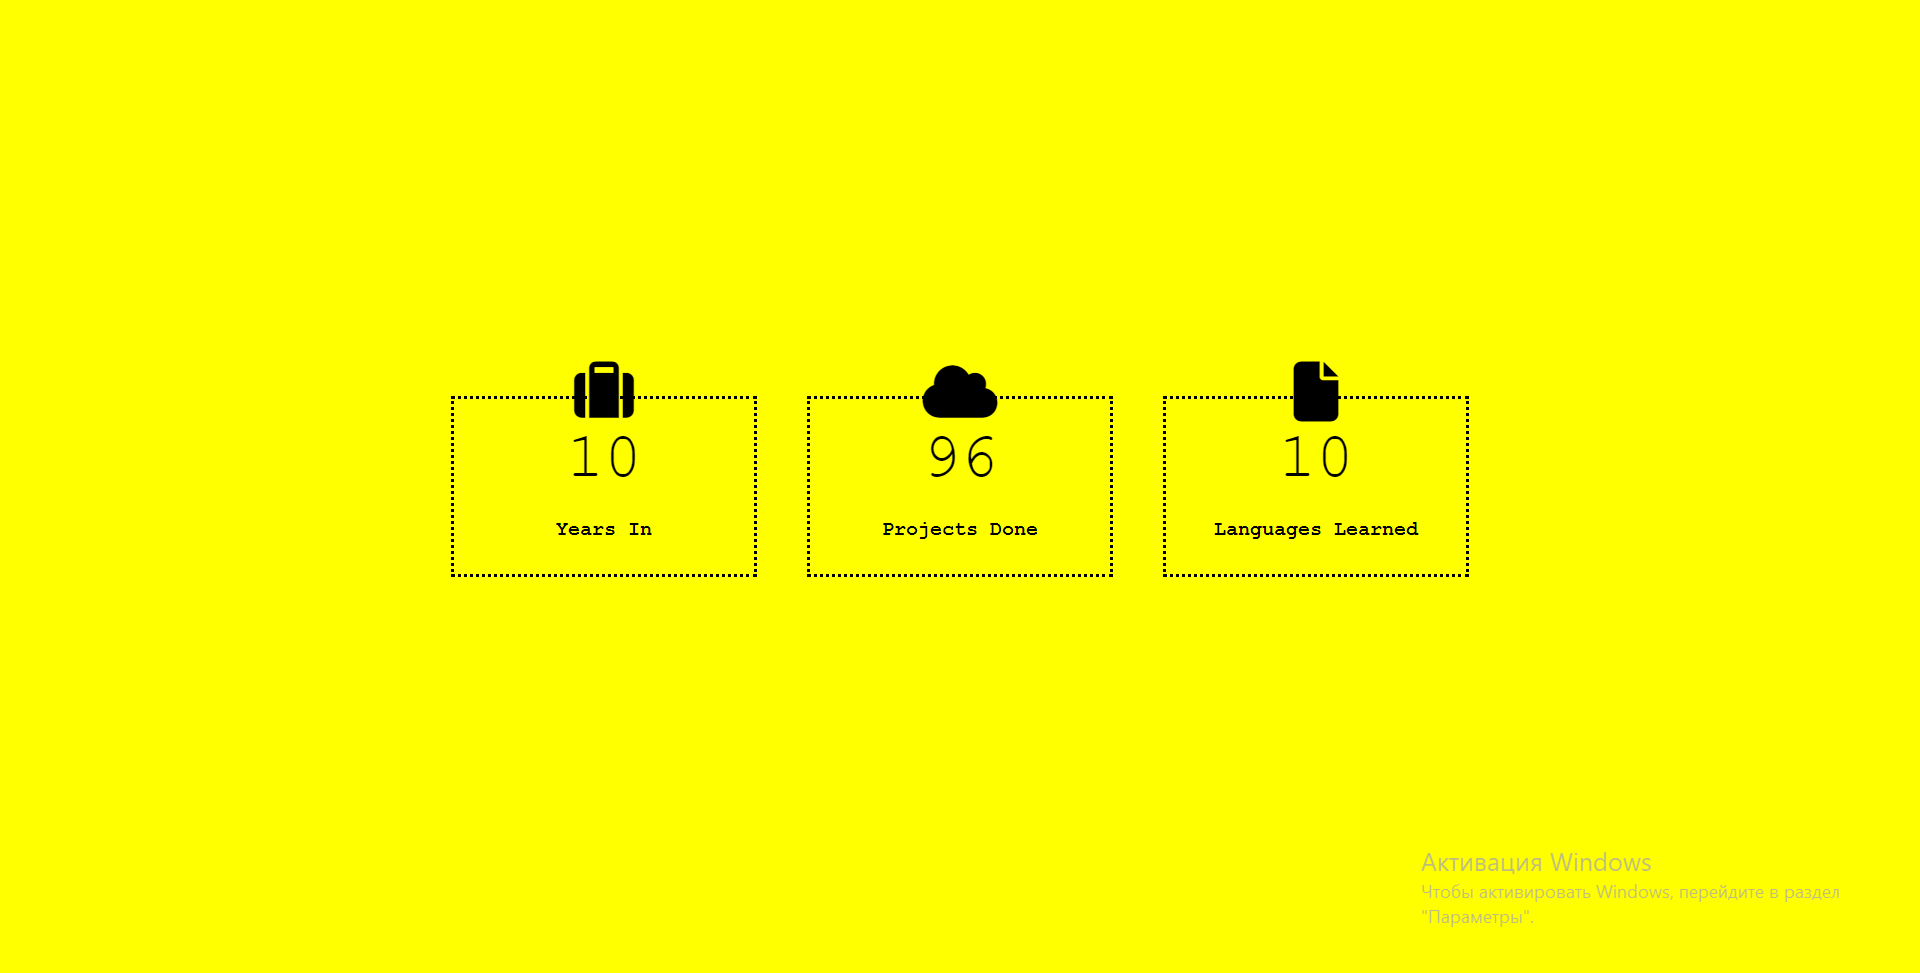 10
96
10
Years In
Projects Done
Languages Learned
Активация Windows
Чтобы активировать Windows, перейдите в раздел
"Параметры".